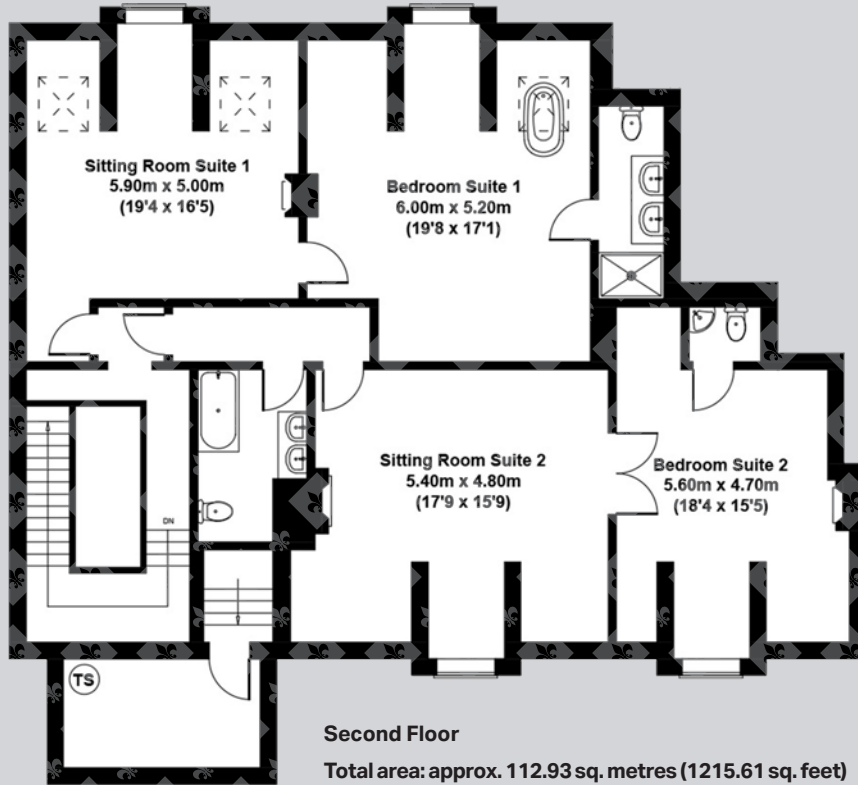 Sitting Room Suite 1
5.90m x 5.00m
(19'4 x 16'5)
Bedroom Suite 1
6.00m x 5.20m
(19'8 x 17'1)
Sitting Room Suite 2
5.40m x 4.80m
(17'9 x 15'9)
Bedroom Suite 2
5.60m x 4.70m
(18'4 x 15'5)
DN
TS
Second Floor
Total area: approx. 112.93 sq. metres (1215.61 sq. feet)